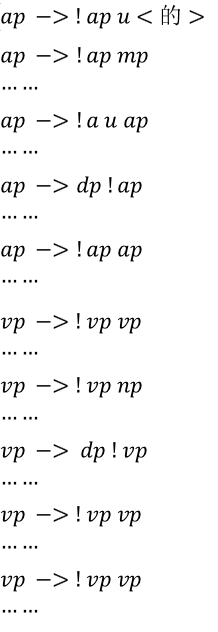 ap −>! ap u < 的 >
ap −>! ap mp
……
ap −>! a u ap
……
ap −> dp ! ap
……
ap −>! ap ap
……
vp −>! vp vp
……
vp −>! vp np
……
vp −> dp ! vp
……
vp −>! vp vp
……
vp −>! vp vp
……